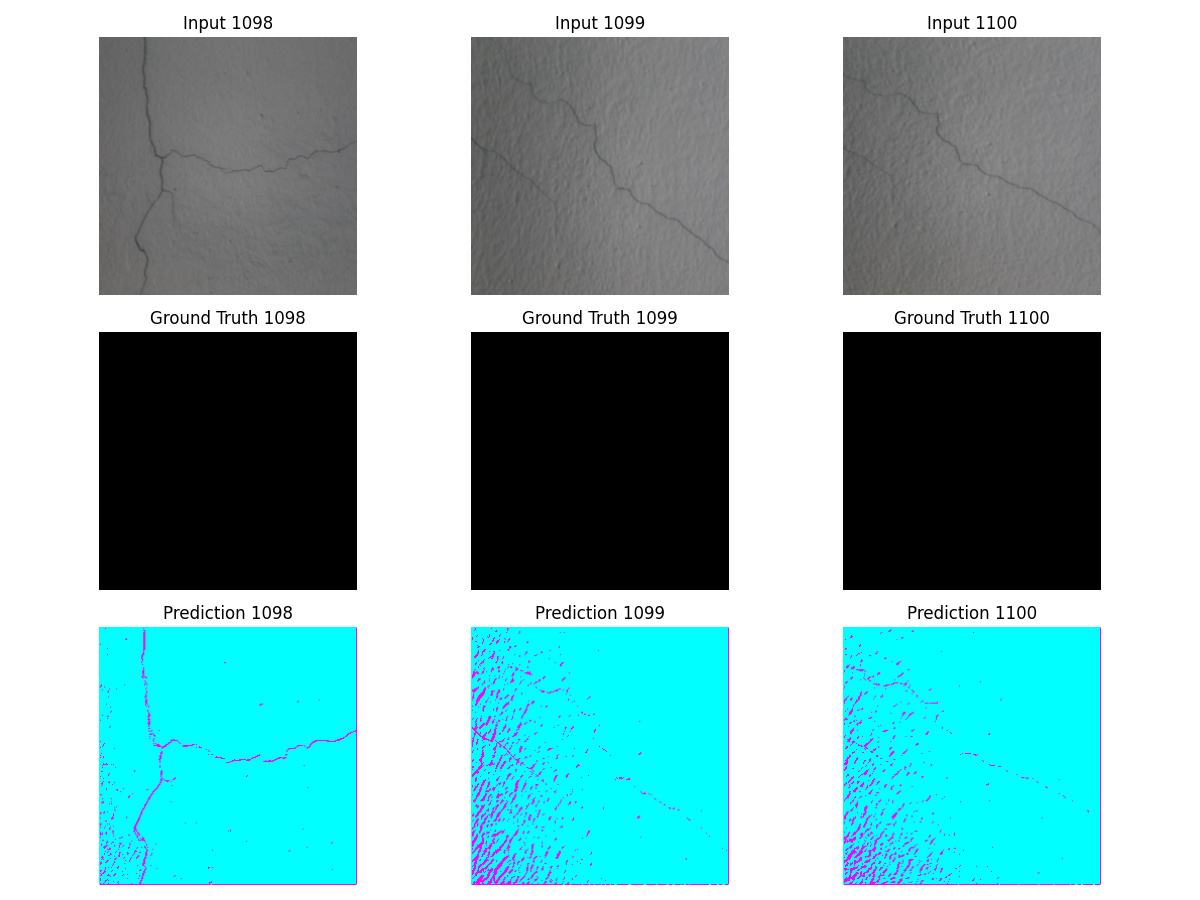 Input 1098
Input 1099
Input 1100
Ground Truth 1098
Ground Truth 1099
Ground Truth 1100
Prediction 1098
Prediction 1099
Prediction 1100